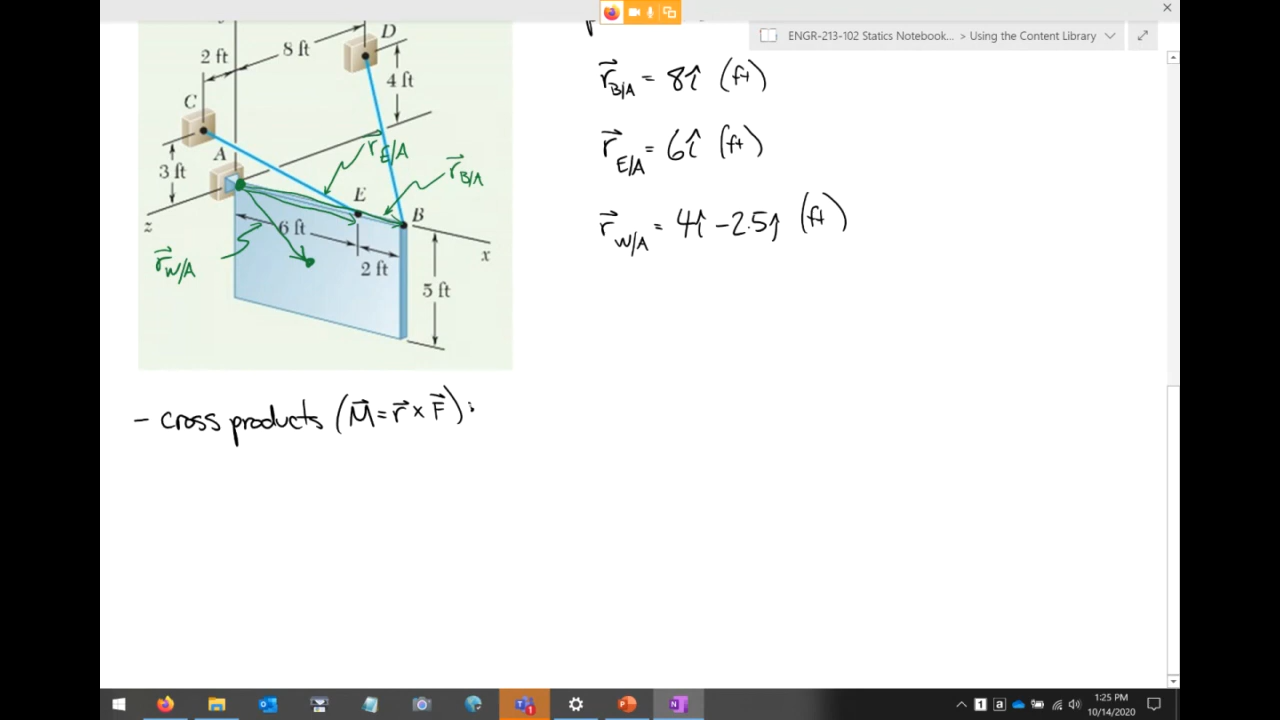 ENGR-213-102 Statics Notebook... > Using the Content Library
D
8 ft
2 ft
4 ft
C
A
3 ft
r⃗E/A
r⃗B/A
E
B
6 ft
z
x
r⃗W/A
2 ft
5 ft
r⃗B/A = 8î (ft)
r⃗E/A = 6î (ft)
r⃗W/A = 4î - 2.5ĵ (ft)
- cross products (M⃗ = r⃗ × F⃗):
1:25 PM
10/14/2020